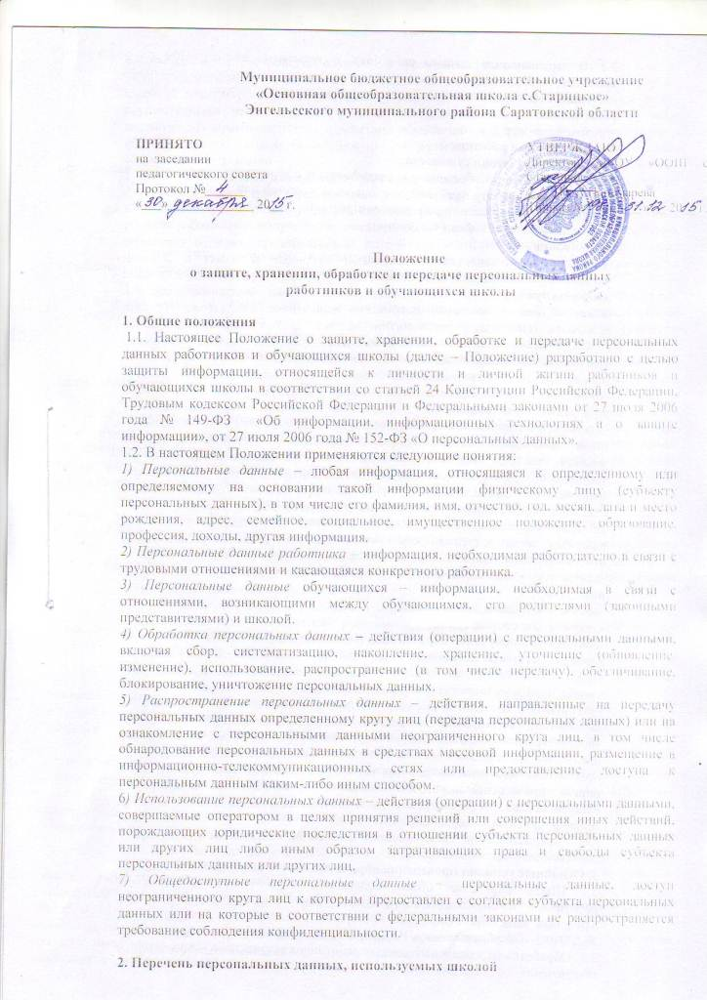 Муниципальное бюджетное общеобразовательное учреждение
«Основная общеобразовательная школа с.Старицкое»
Энгельсского муниципального района Саратовской области
ПРИНЯТО
на заседании
педагогического совета
Протокол № 4
«30» декабря 2015 г.
УТВЕРЖДАЮ
Директор «ООШ с.
31.12 2015 г.
Положение
о защите, хранении, обработке и передаче персональных данных
работников и обучающихся школы
1. Общие положения
1.1. Настоящее Положение о защите, хранении, обработке и передаче персональных
данных работников и обучающихся школы (далее – Положение) разработано с целью
защиты информации, относящейся к личности и личной жизни работников и
обучающихся школы в соответствии со статьей 24 Конституции Российской Федерации,
Трудовым кодексом Российской Федерации и Федеральными законами от 27 июля 2006
года № 149-ФЗ «Об информации, информационных технологиях и о защите
информации», от 27 июля 2006 года № 152-ФЗ «О персональных данных».
1.2. В настоящем Положении применяются следующие понятия:
1) Персональные данные – любая информация, относящаяся к определенному или
определяемому на основании такой информации физическому лицу (субъекту
персональных данных), в том числе его фамилия, имя, отчество, год, месяц, дата и место
рождения, адрес, семейное, социальное, имущественное положение, образование,
профессия, доходы, другая информация.
2) Персональные данные работника – информация, необходимая работодателю в связи с
трудовыми отношениями и касающаяся конкретного работника.
3) Персональные данные обучающихся – информация, необходимая в связи с
отношениями, возникающими между обучающимся, его родителями (законными
представителями) и школой.
4) Обработка персональных данных – действия (операции) с персональными данными,
включая сбор, систематизацию, накопление, хранение, уточнение (обновление,
изменение), использование, распространение (в том числе передачу), обезличивание,
блокирование, уничтожение персональных данных.
5) Распространение персональных данных – действия, направленные на передачу
персональных данных определенному кругу лиц (передача персональных данных) или на
ознакомление с персональными данными неограниченного круга лиц, в том числе
обнародование персональных данных в средствах массовой информации, размещение в
информационно-телекоммуникационных сетях или предоставление доступа к
персональным данным каким-либо иным способом.
6) Использование персональных данных – действия (операции) с персональными данными,
совершаемые оператором в целях принятия решений или совершения иных действий,
порождающих юридические последствия в отношении субъекта персональных данных
или других лиц либо иным образом затрагивающих права и свободы субъекта
персональных данных или других лиц.
7) Общедоступные персональные данные – персональные данные, доступ
неограниченного круга лиц к которым предоставлен с согласия субъекта персональных
данных или на которые в соответствии с федеральными законами не распространяется
требование соблюдения конфиденциальности.
2. Перечень персональных данных, используемых школой